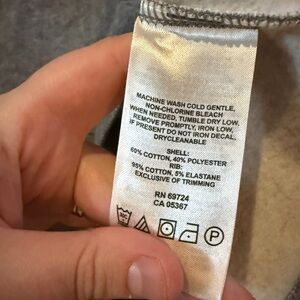 MACHINE WASH COLD GENTLE,
NON-CHLORINE BLEACH
WHEN NEEDED, TUMBLE DRY LOW,
REMOVE PROMPTLY, IRON LOW,
IF PRESENT DO NOT IRON DECAL,
DRYCLEANABLE
SHELL:
60% COTTON, 40% POLYESTER
RIB:
95% COTTON, 5% ELASTANE
EXCLUSIVE OF TRIMMING
RN 69724
CA 05367
P